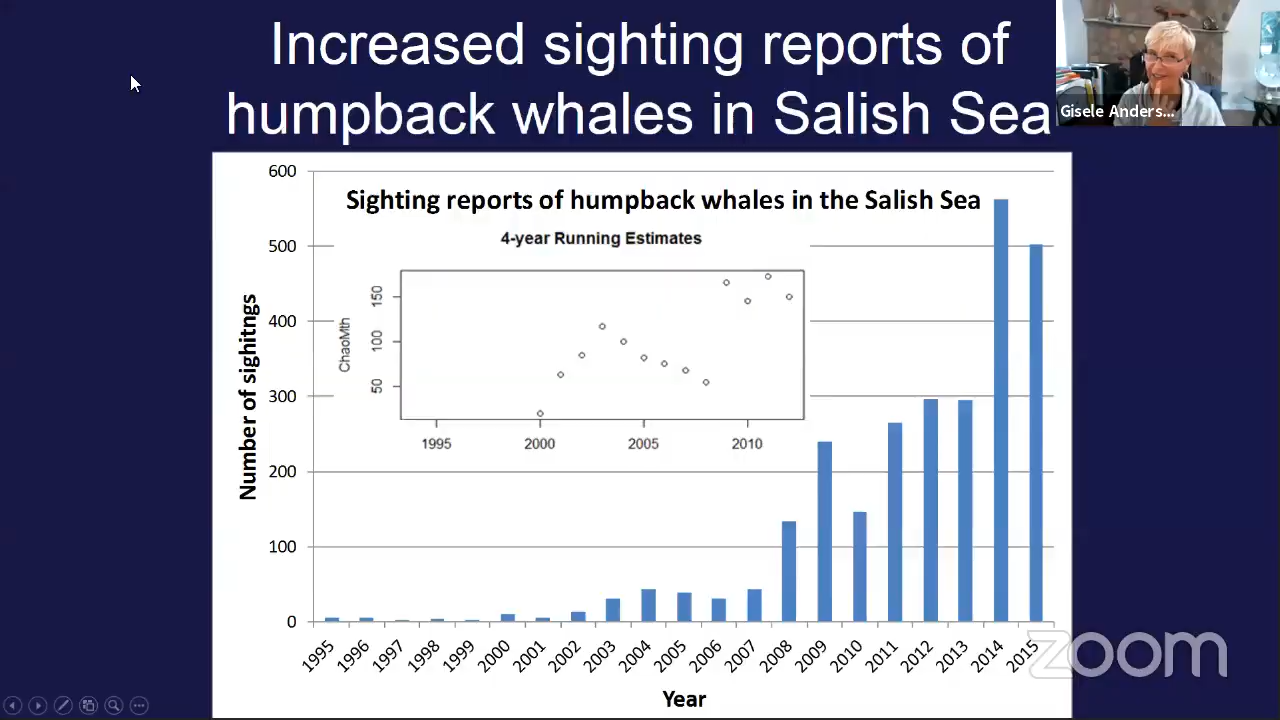 Increased sighting reports of
humpback whales in Salish Sea
Gisele Anders...
Sighting reports of humpback whales in the Salish Sea
4-year Running Estimates
ChaoMth
150
100
50
1995 2000 2005 2010
Number of sighitngs
600
500
400
300
200
100
0
1995 1996 1997 1998 1999 2000 2001 2002 2003 2004 2005 2006 2007 2008 2009 2010 2011 2012 2013 2014 2015
Year
zoom